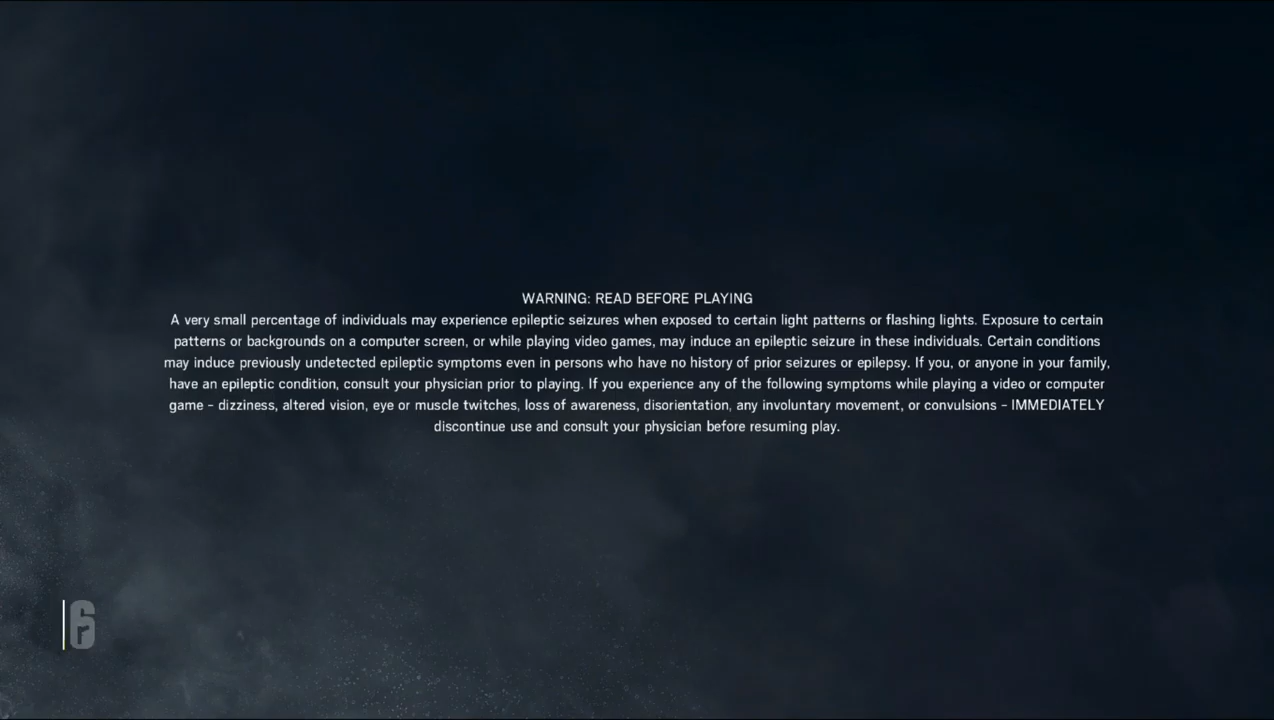 WARNING: READ BEFORE PLAYING
A very small percentage of individuals may experience epileptic seizures when exposed to certain light patterns or flashing lights. Exposure to certain
patterns or backgrounds on a computer screen, or while playing video games, may induce an epileptic seizure in these individuals. Certain conditions
may induce previously undetected epileptic symptoms even in persons who have no history of prior seizures or epilepsy. If you, or anyone in your family,
have an epileptic condition, consult your physician prior to playing. If you experience any of the following symptoms while playing a video or computer
game – dizziness, altered vision, eye or muscle twitches, loss of awareness, disorientation, any involuntary movement, or convulsions – IMMEDIATELY
discontinue use and consult your physician before resuming play.
6